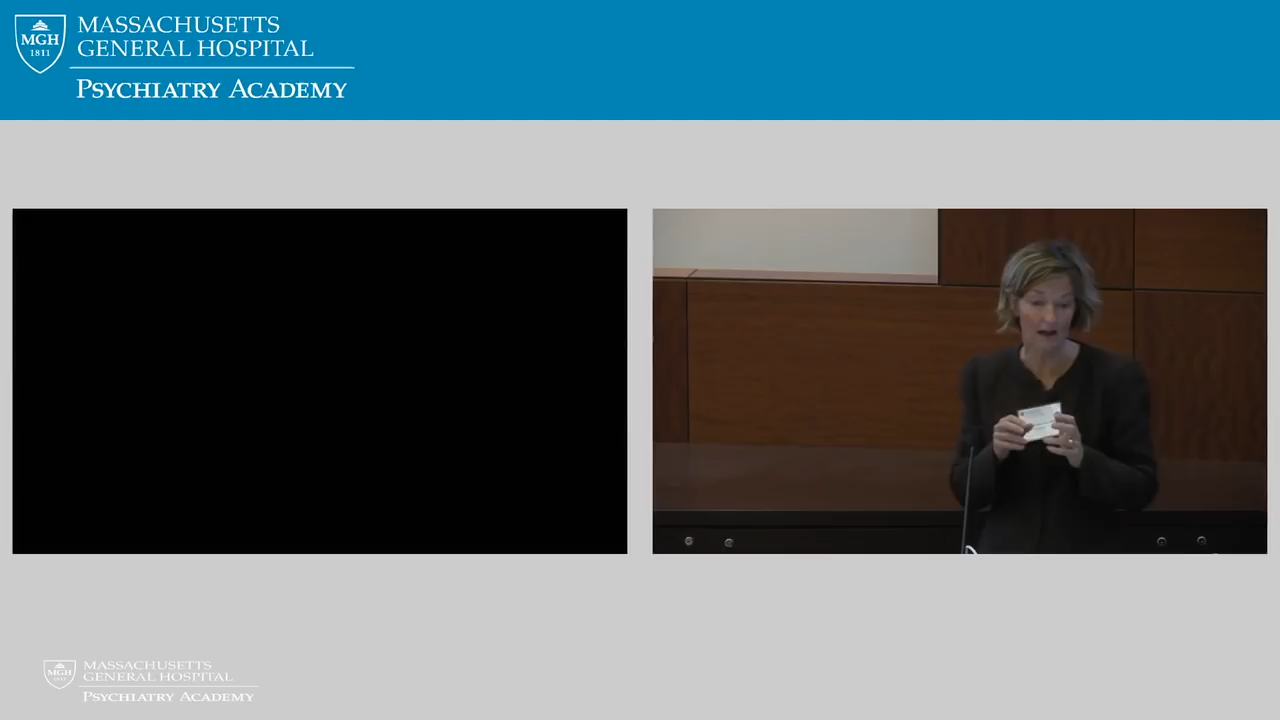 MGH
1811
MASSACHUSETTS
GENERAL HOSPITAL
PSYCHIATRY ACADEMY
MGH
1811
MASSACHUSETTS
GENERAL HOSPITAL
PSYCHIATRY ACADEMY